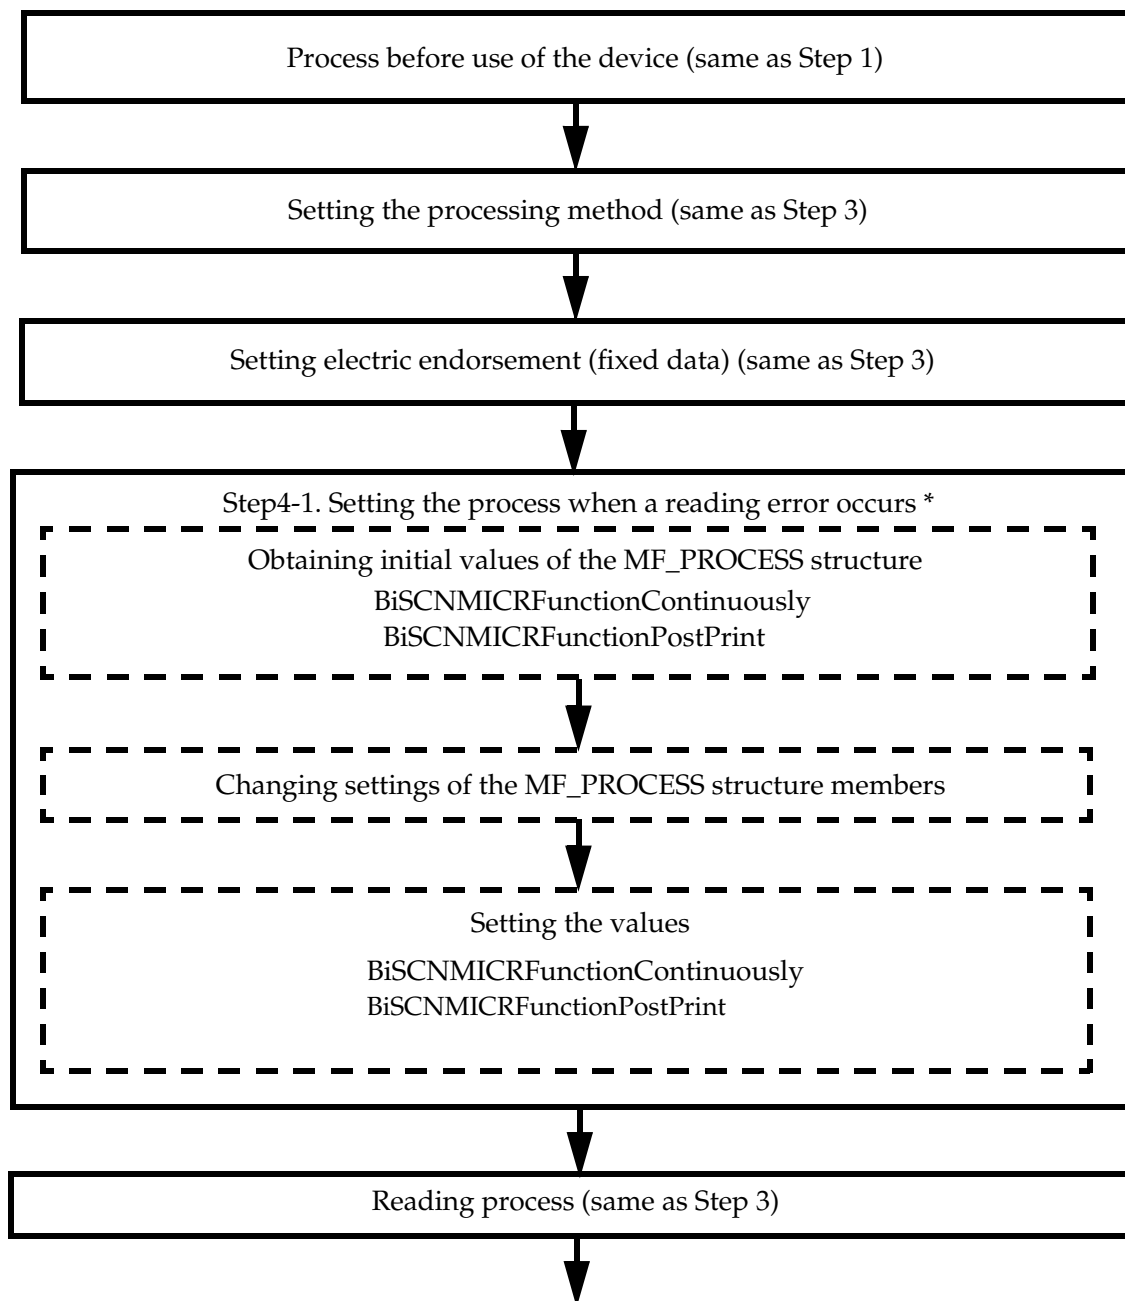 Process before use of the device (same as Step 1)
Setting the processing method (same as Step 3)
Setting electric endorsement (fixed data) (same as Step 3)
Step4-1. Setting the process when a reading error occurs *
Obtaining initial values of the MF_PROCESS structure
BiSCNMICRFunctionContinuously
BiSCNMICRFunctionPostPrint
Changing settings of the MF_PROCESS structure members
Setting the values
BiSCNMICRFunctionContinuously
BiSCNMICRFunctionPostPrint
Reading process (same as Step 3)